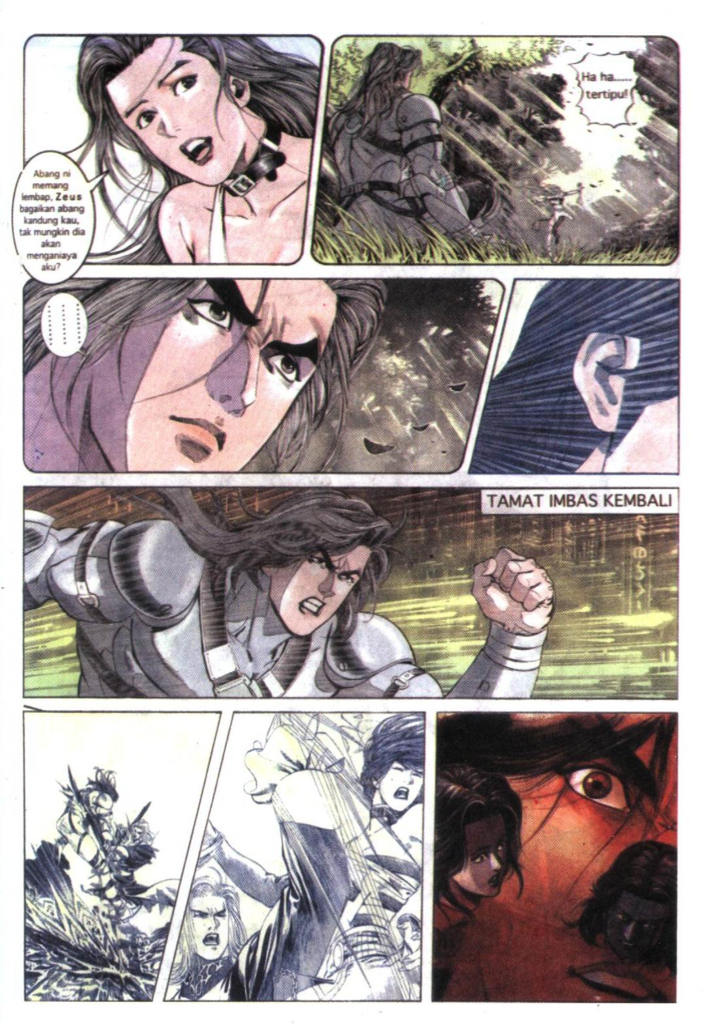 Abang ni
memang
lembap, Zeus
bagaikan abang
kandung kau,
tak mungkin dia
akan
menganiaya
aku?
Ha ha......
tertipu!
..........
TAMAT IMBAS KEMBALI